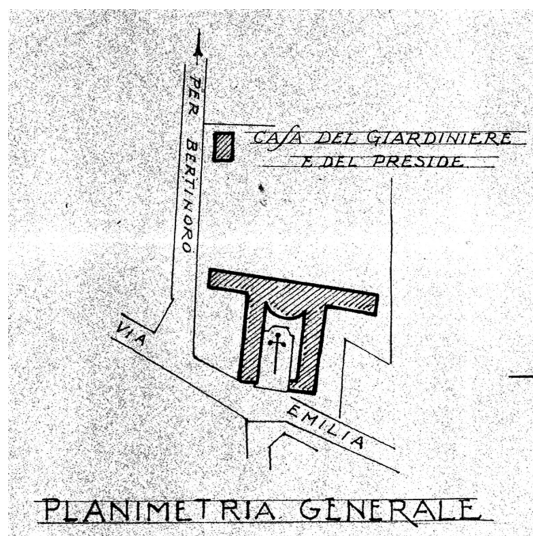 PER BERTINORO
CASA DEL GIARDINIERE
E DEL PRESIDE
VIA
EMILIA
PLANIMETRIA GENERALE